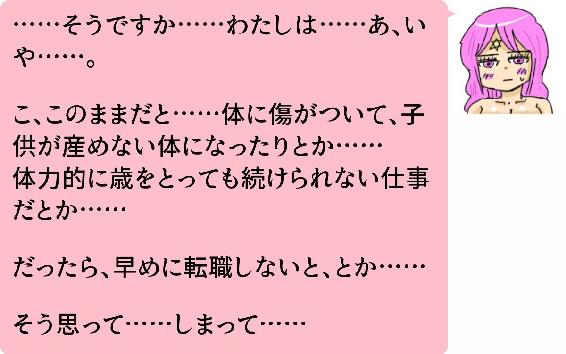 ……そうですか……わたしは……あ、い
や……。
こ、このままだと……体に傷がついて、子
供が産めない体になったりとか……
体力的に歳をとっても続けられない仕事
だとか……
だったら、早めに転職しないと、とか……
そう思って……しまって……